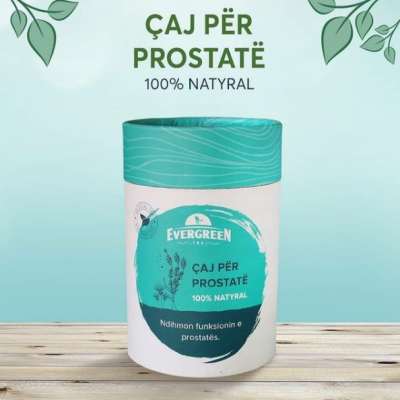 ÇAJ PËR
PROSTATË
100% NATYRAL
EVERGREEN
TEA
ÇAJ PËR
PROSTATË
100% NATYRAL
Ndihmon funksionin e
prostatës.